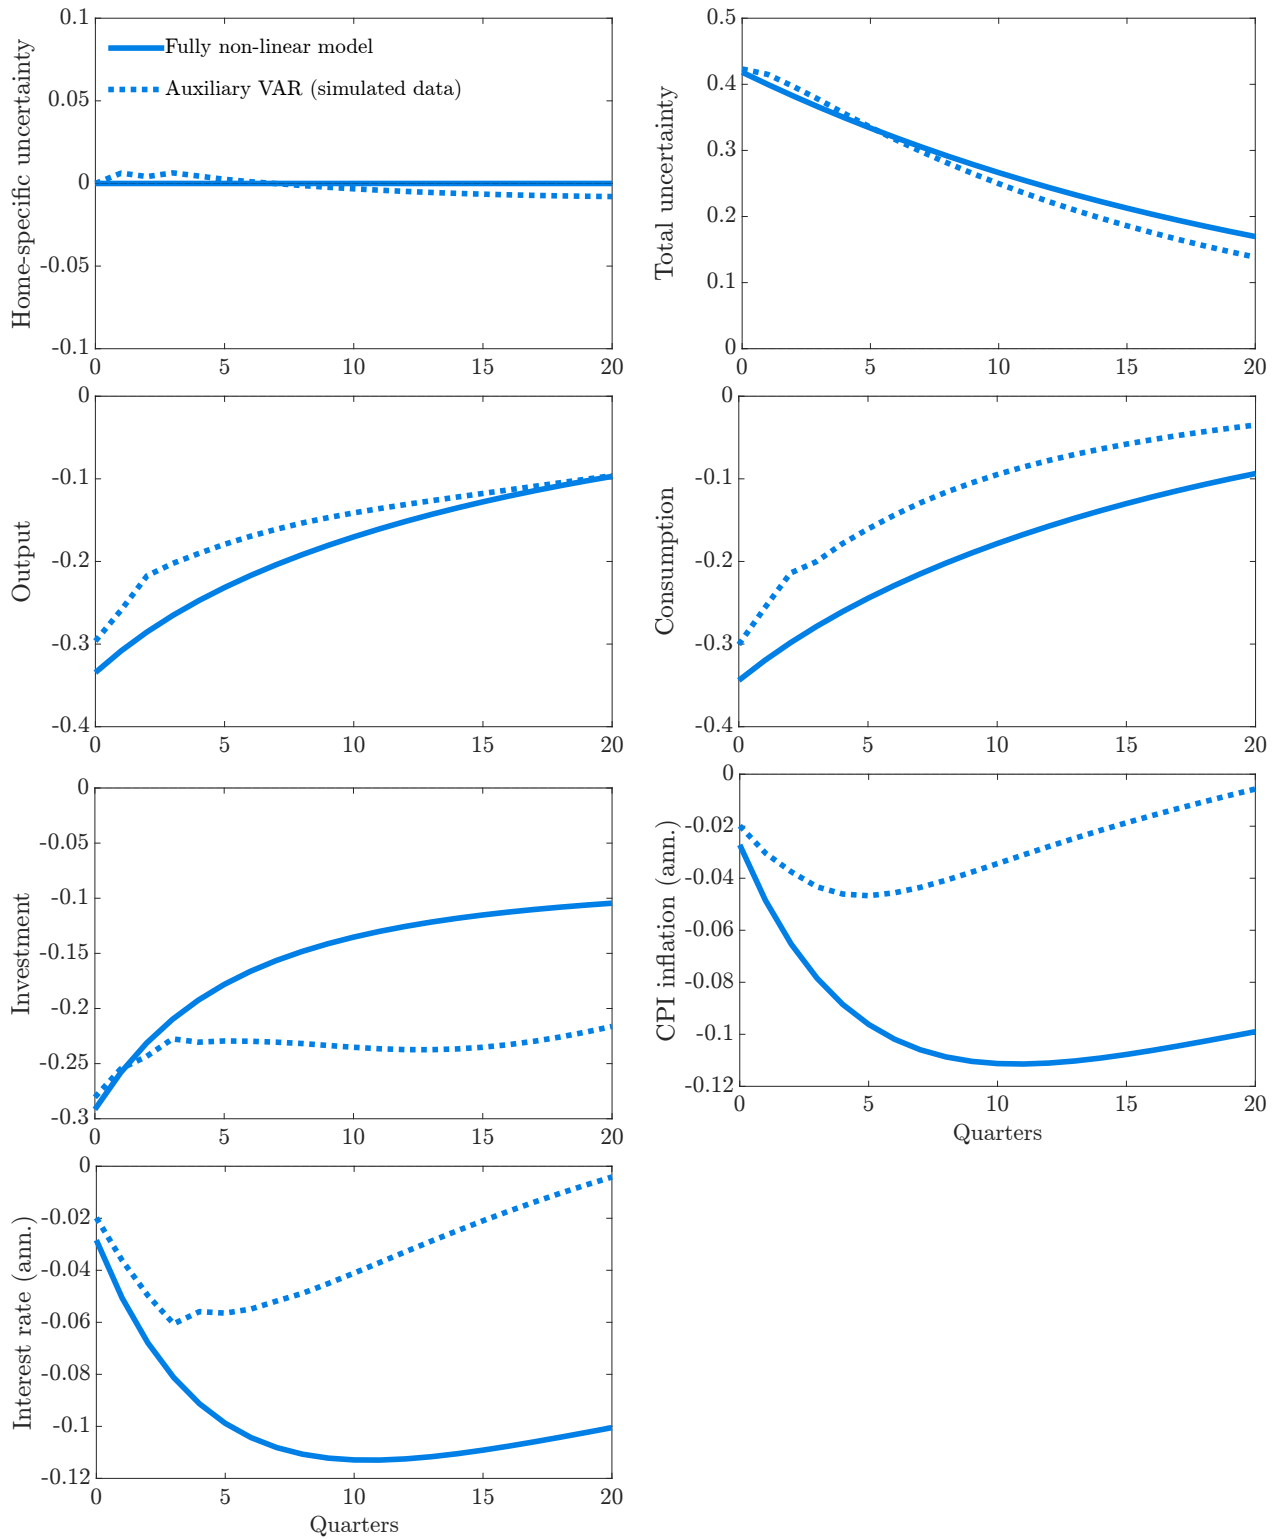 Home-specific uncertainty
0.1
0.05
0
-0.05
-0.1
Fully non-linear model
Auxiliary VAR (simulated data)
0 5 10 15 20
Total uncertainty
0.5
0.4
0.3
0.2
0.1
0
0 5 10 15 20
Output
0
-0.1
-0.2
-0.3
-0.4
0 5 10 15 20
Consumption
0
-0.1
-0.2
-0.3
-0.4
0 5 10 15 20
Investment
0
-0.05
-0.1
-0.15
-0.2
-0.25
-0.3
0 5 10 15 20
CPI inflation (ann.)
0
-0.02
-0.04
-0.06
-0.08
-0.1
-0.12
0 5 10 15 20
Quarters
Interest rate (ann.)
0
-0.02
-0.04
-0.06
-0.08
-0.1
-0.12
0 5 10 15 20
Quarters